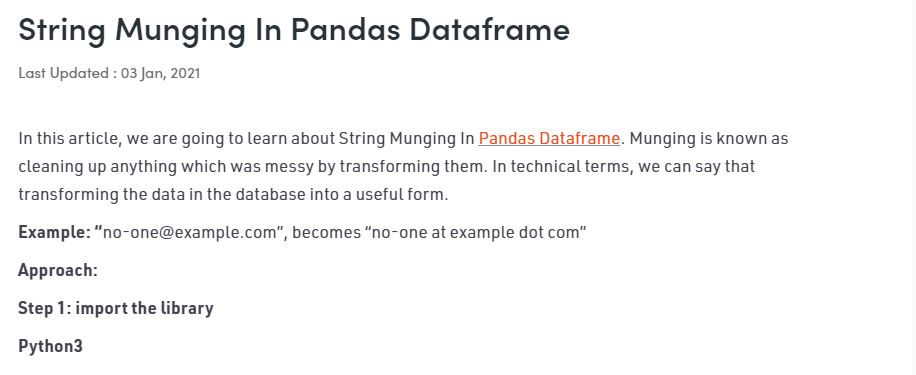 String Munging In Pandas Dataframe
Last Updated : 03 Jan, 2021
In this article, we are going to learn about String Munging In Pandas Dataframe. Munging is known as
cleaning up anything which was messy by transforming them. In technical terms, we can say that
transforming the data in the database into a useful form.
Example: “no-one@example.com”, becomes “no-one at example dot com”
Approach:
Step 1: import the library
Python3